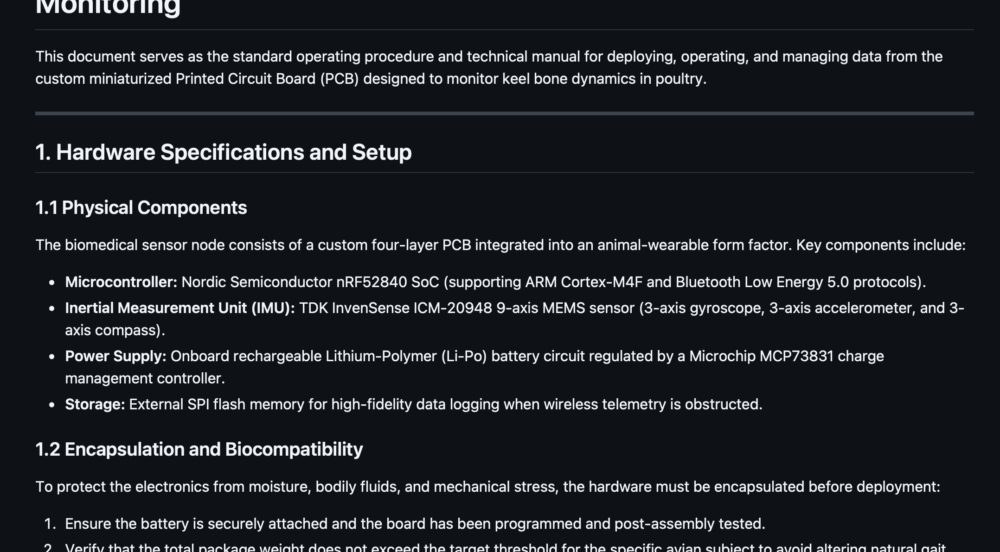 Monitoring
This document serves as the standard operating procedure and technical manual for deploying, operating, and managing data from the
custom miniaturized Printed Circuit Board (PCB) designed to monitor keel bone dynamics in poultry.
1. Hardware Specifications and Setup
1.1 Physical Components
The biomedical sensor node consists of a custom four-layer PCB integrated into an animal-wearable form factor. Key components include:
• Microcontroller: Nordic Semiconductor nRF52840 SoC (supporting ARM Cortex-M4F and Bluetooth Low Energy 5.0 protocols).
• Inertial Measurement Unit (IMU): TDK InvenSense ICM-20948 9-axis MEMS sensor (3-axis gyroscope, 3-axis accelerometer, and 3-
axis compass).
• Power Supply: Onboard rechargeable Lithium-Polymer (Li-Po) battery circuit regulated by a Microchip MCP73831 charge
management controller.
• Storage: External SPI flash memory for high-fidelity data logging when wireless telemetry is obstructed.
1.2 Encapsulation and Biocompatibility
To protect the electronics from moisture, bodily fluids, and mechanical stress, the hardware must be encapsulated before deployment:
1. Ensure the battery is securely attached and the board has been programmed and post-assembly tested.
2. Verify that the total package weight does not exceed the target threshold for the specific avian subject to avoid altering natural gait